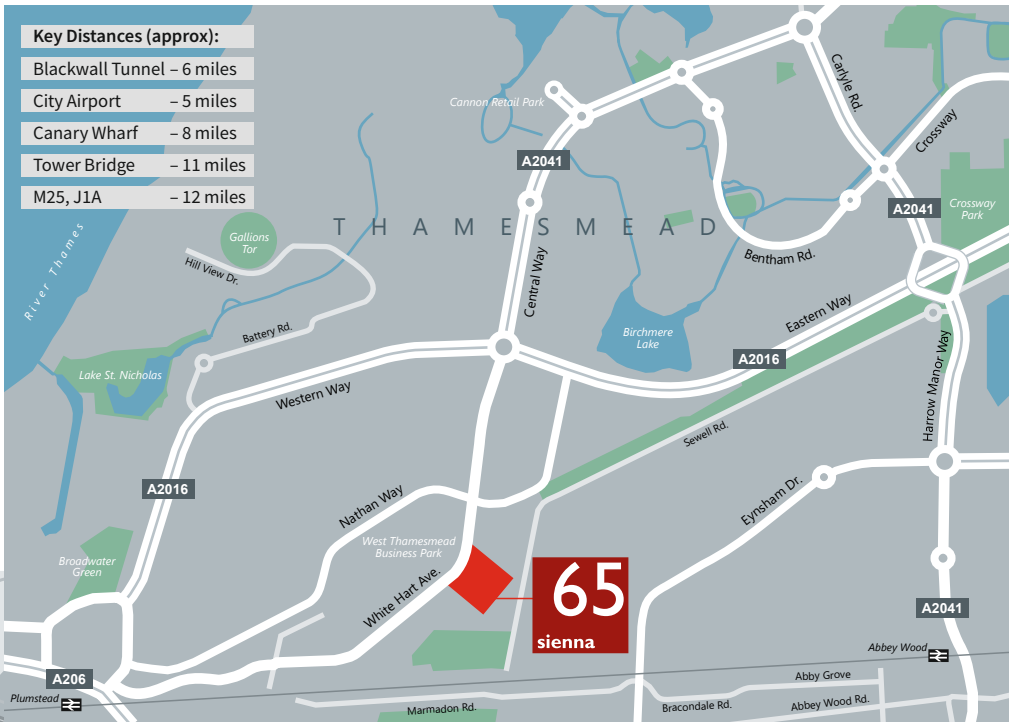 Key Distances (approx):
Blackwall Tunnel – 6 miles
City Airport – 5 miles
Canary Wharf – 8 miles
Tower Bridge – 11 miles
M25, J1A – 12 miles
Carlyle Rd.
Cannon Retail Park
Crossway
A2041
A2041
Crossway
Park
THAMESMEAD
Gallions
Tor
River Thames
Hill View Dr.
Bentham Rd.
Central Way
Eastern Way
Battery Rd.
Birchmere
Lake
A2016
Lake St. Nicholas
Western Way
Harrow Manor Way
Sewell Rd.
A2016
Nathan Way
Eynsham Dr.
West Thamesmead
Business Park
Broadwater
Green
White Hart Ave.
65
sienna
A2041
Abbey Wood
A206
Plumstead
Abby Grove
Marmadon Rd.
Bracondale Rd.
Abbey Wood Rd.